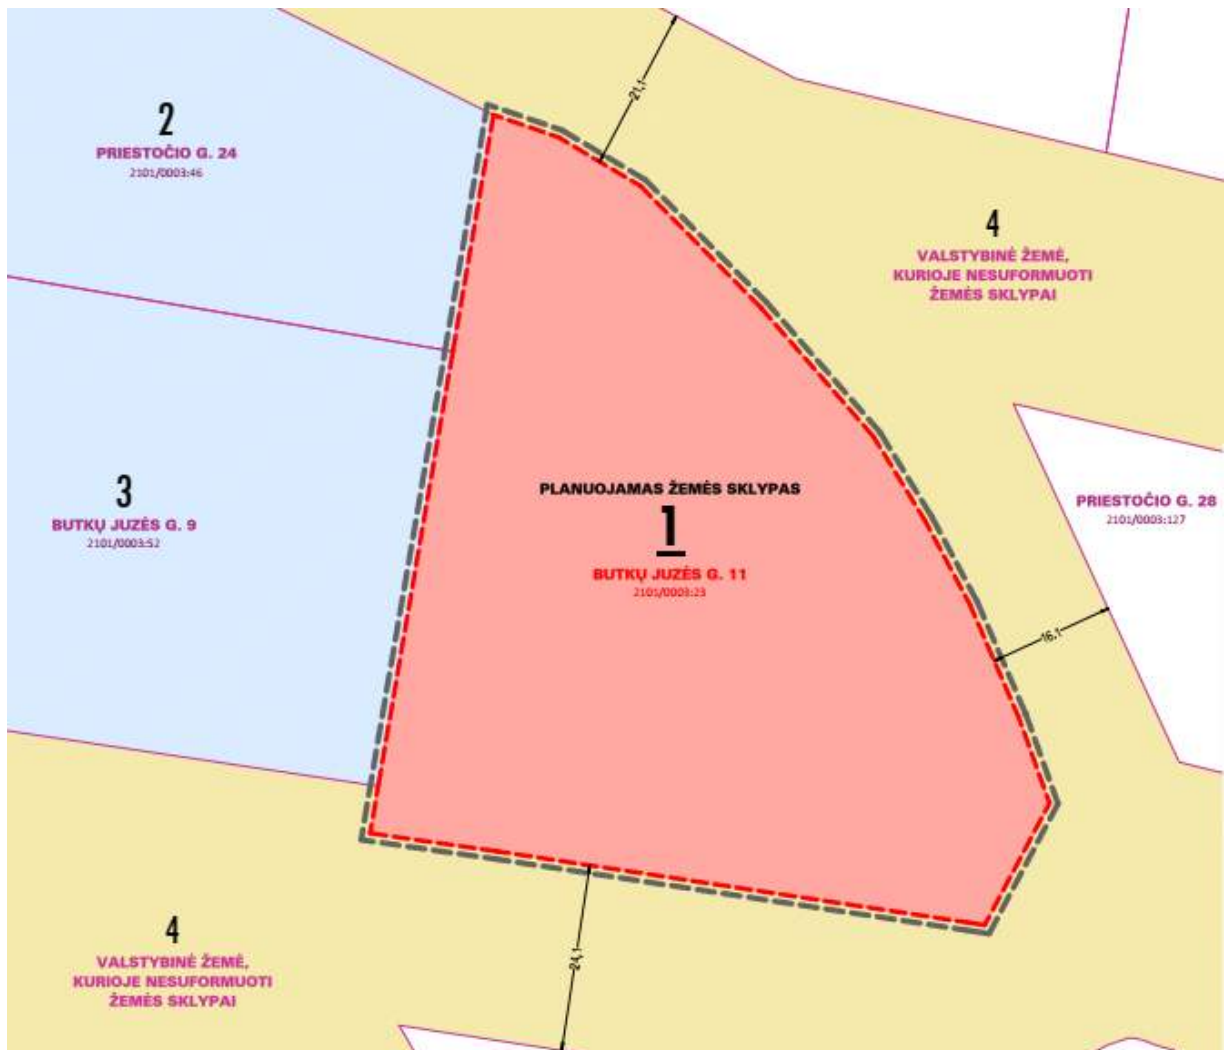 21,1
2
PRIESTOČIO G. 24
2101/0003:46
4
VALSTYBINĖ ŽEMĖ,
KURIOJE NESUFORMUOTI
ŽEMĖS SKLYPAI
3
BUTKŲ JUZĖS G. 9
2101/0003:52
PLANUOJAMAS ŽEMĖS SKLYPAS
1
BUTKŲ JUZĖS G. 11
2101/0003:23
PRIESTOČIO G. 28
2101/0003:127
16,1
4
VALSTYBINĖ ŽEMĖ,
KURIOJE NESUFORMUOTI
ŽEMĖS SKLYPAI
24,1